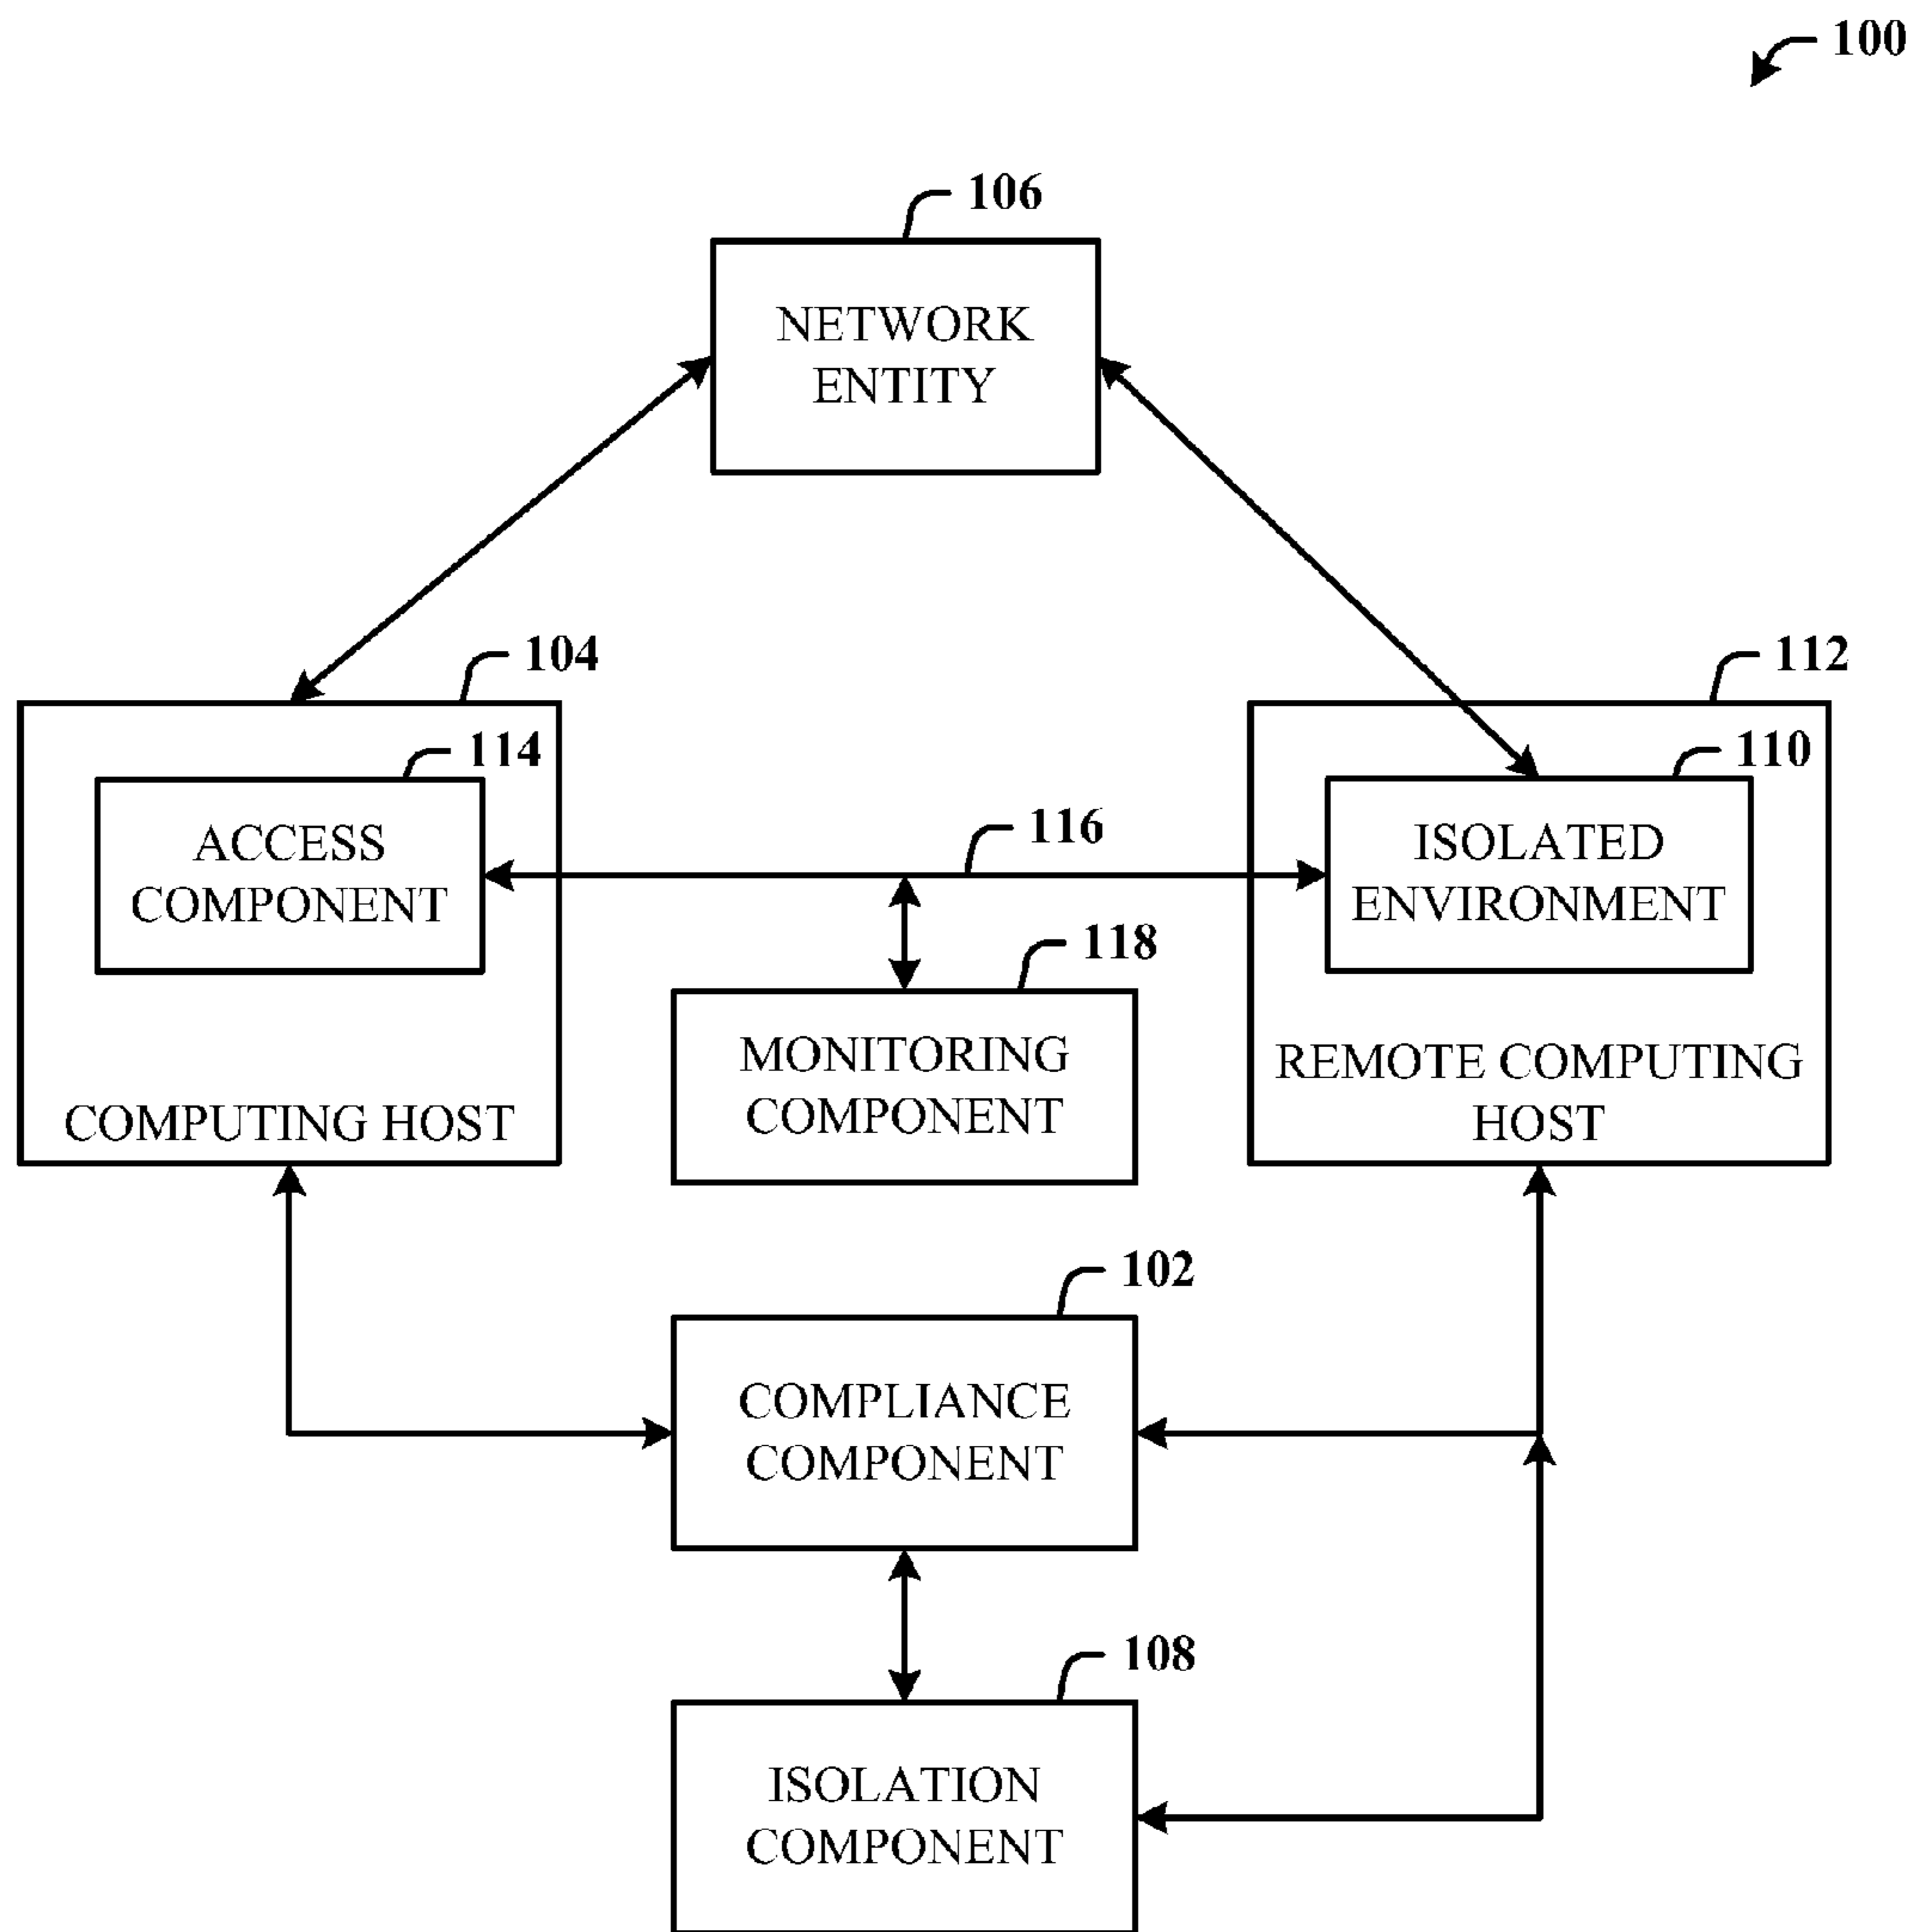 100
106
NETWORK
ENTITY
104
112
114
110
ACCESS
COMPONENT
116
ISOLATED
ENVIRONMENT
118
MONITORING
COMPONENT
COMPUTING HOST
REMOTE COMPUTING
HOST
102
COMPLIANCE
COMPONENT
108
ISOLATION
COMPONENT